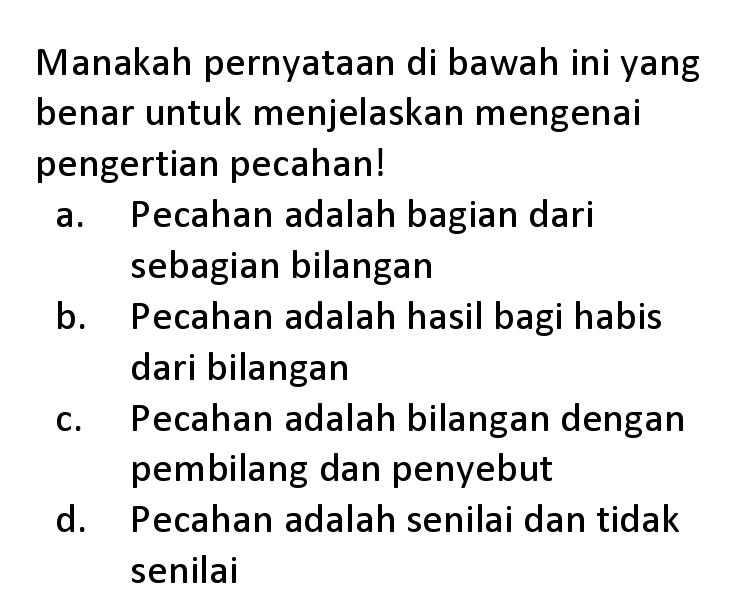 Manakah pernyataan di bawah ini yang
benar untuk menjelaskan mengenai
pengertian pecahan!
a. Pecahan adalah bagian dari
sebagian bilangan
b. Pecahan adalah hasil bagi habis
dari bilangan
c. Pecahan adalah bilangan dengan
pembilang dan penyebut
d. Pecahan adalah senilai dan tidak
senilai